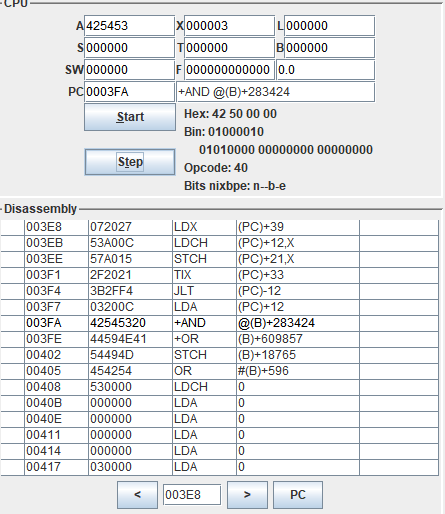 CPU
A 425453 X 000003 L 000000
S 000000 T 000000 B 000000
SW 000000 F 000000000000 0.0
PC 0003FA +AND @(B)+283424
Start Hex: 42 50 00 00
Bin: 01000010
01010000 00000000 00000000
Step Opcode: 40
Bits nixbpe: n--b-e
Disassembly
003E8 072027 LDX (PC)+39
003EB 53A00C LDCH (PC)+12,X
003EE 57A015 STCH (PC)+21,X
003F1 2F2021 TIX (PC)+33
003F4 3B2FF4 JLT (PC)-12
003F7 03200C LDA (PC)+12
003FA 42545320 +AND @(B)+283424
003FE 44594E41 +OR (B)+609857
00402 54494D STCH (B)+18765
00405 454254 OR #(B)+596
00408 530000 LDCH 0
0040B 000000 LDA 0
0040E 000000 LDA 0
00411 000000 LDA 0
00414 000000 LDA 0
00417 030000 LDA 0
< 003E8 > PC